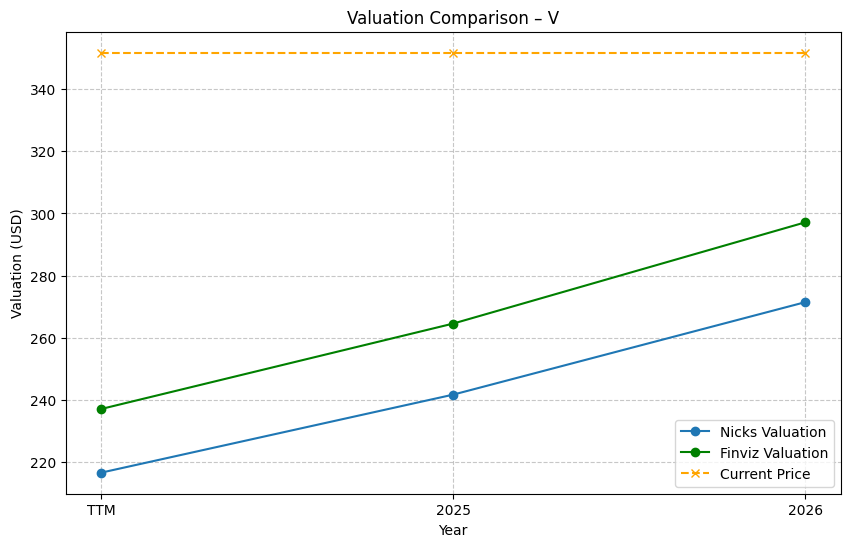 Valuation Comparison – V
Valuation (USD)
340
320
300
280
260
240
220
TTM
2025
2026
Year
Nicks Valuation
Finviz Valuation
Current Price